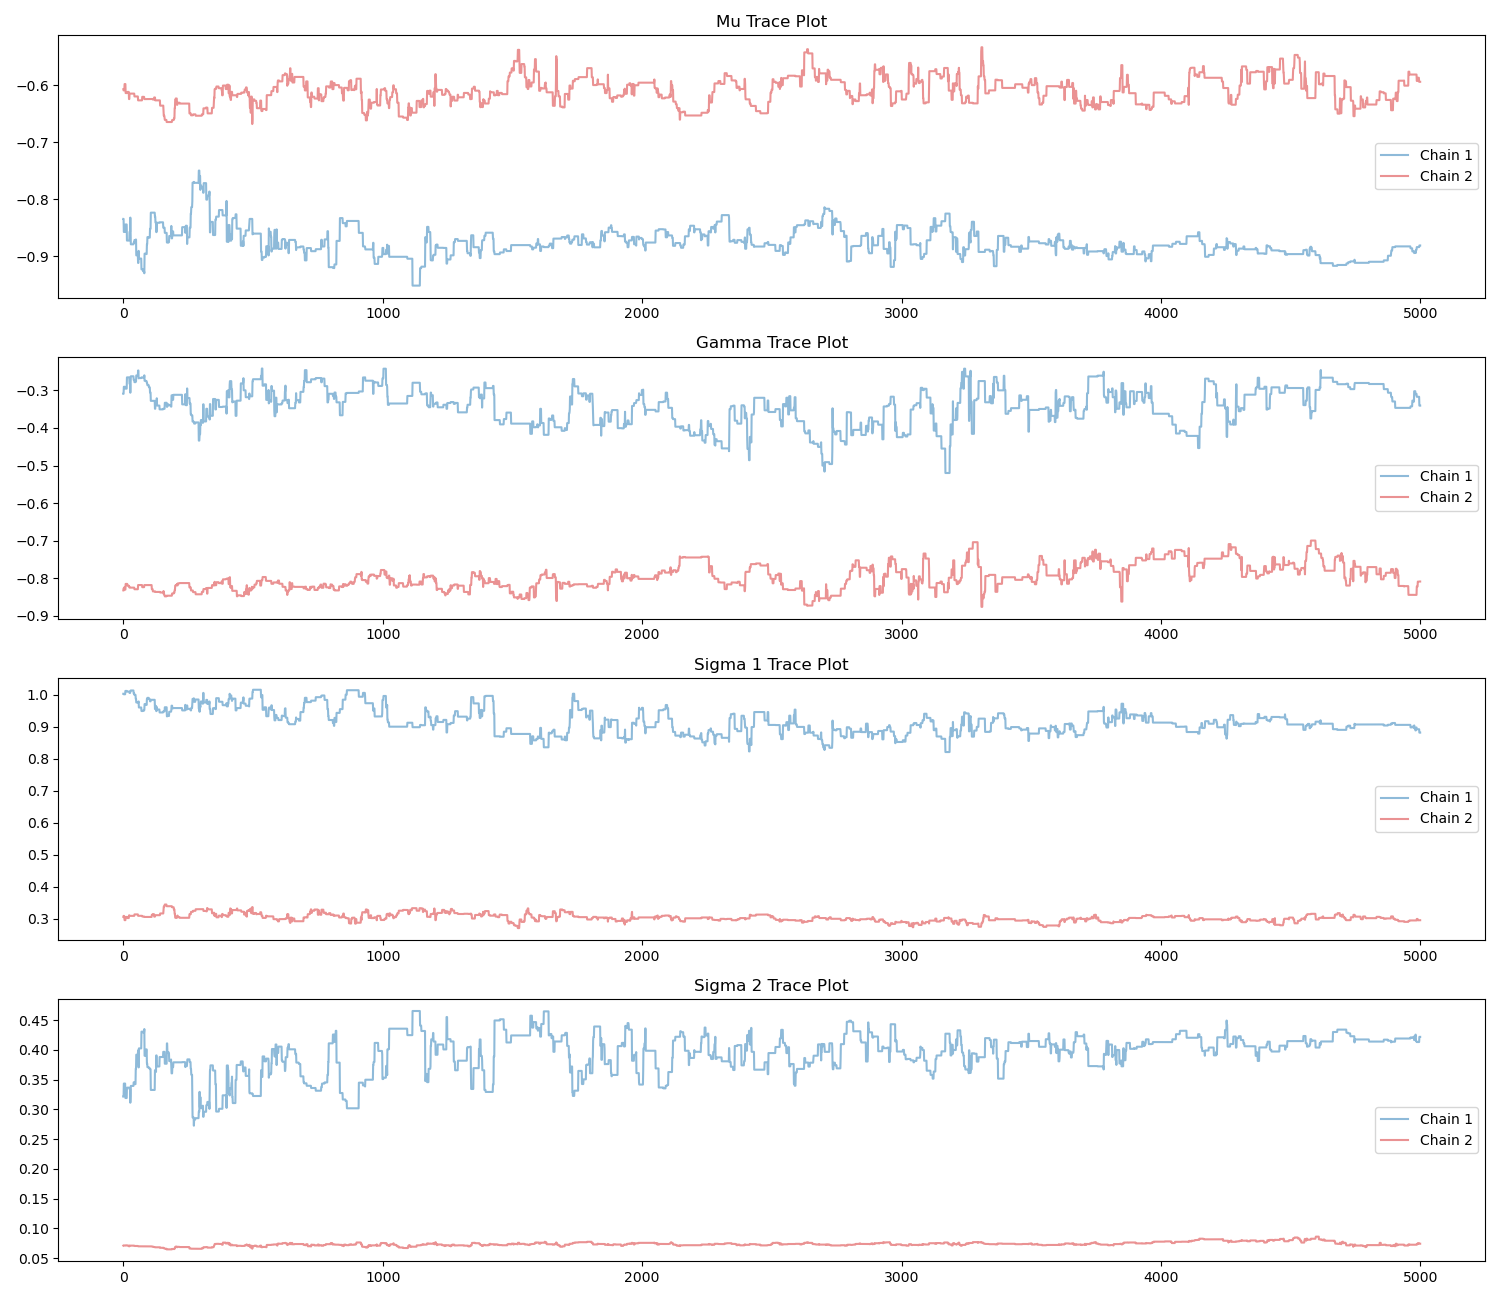 Mu Trace Plot
−0.6
−0.7
−0.8
−0.9
Chain 1
Chain 2
0 1000 2000 3000 4000 5000
Gamma Trace Plot
−0.3
−0.4
−0.5
−0.6
−0.7
−0.8
−0.9
Chain 1
Chain 2
0 1000 2000 3000 4000 5000
Sigma 1 Trace Plot
1.0
0.9
0.8
0.7
0.6
0.5
0.4
0.3
Chain 1
Chain 2
0 1000 2000 3000 4000 5000
Sigma 2 Trace Plot
0.45
0.40
0.35
0.30
0.25
0.20
0.15
0.10
0.05
Chain 1
Chain 2
0 1000 2000 3000 4000 5000